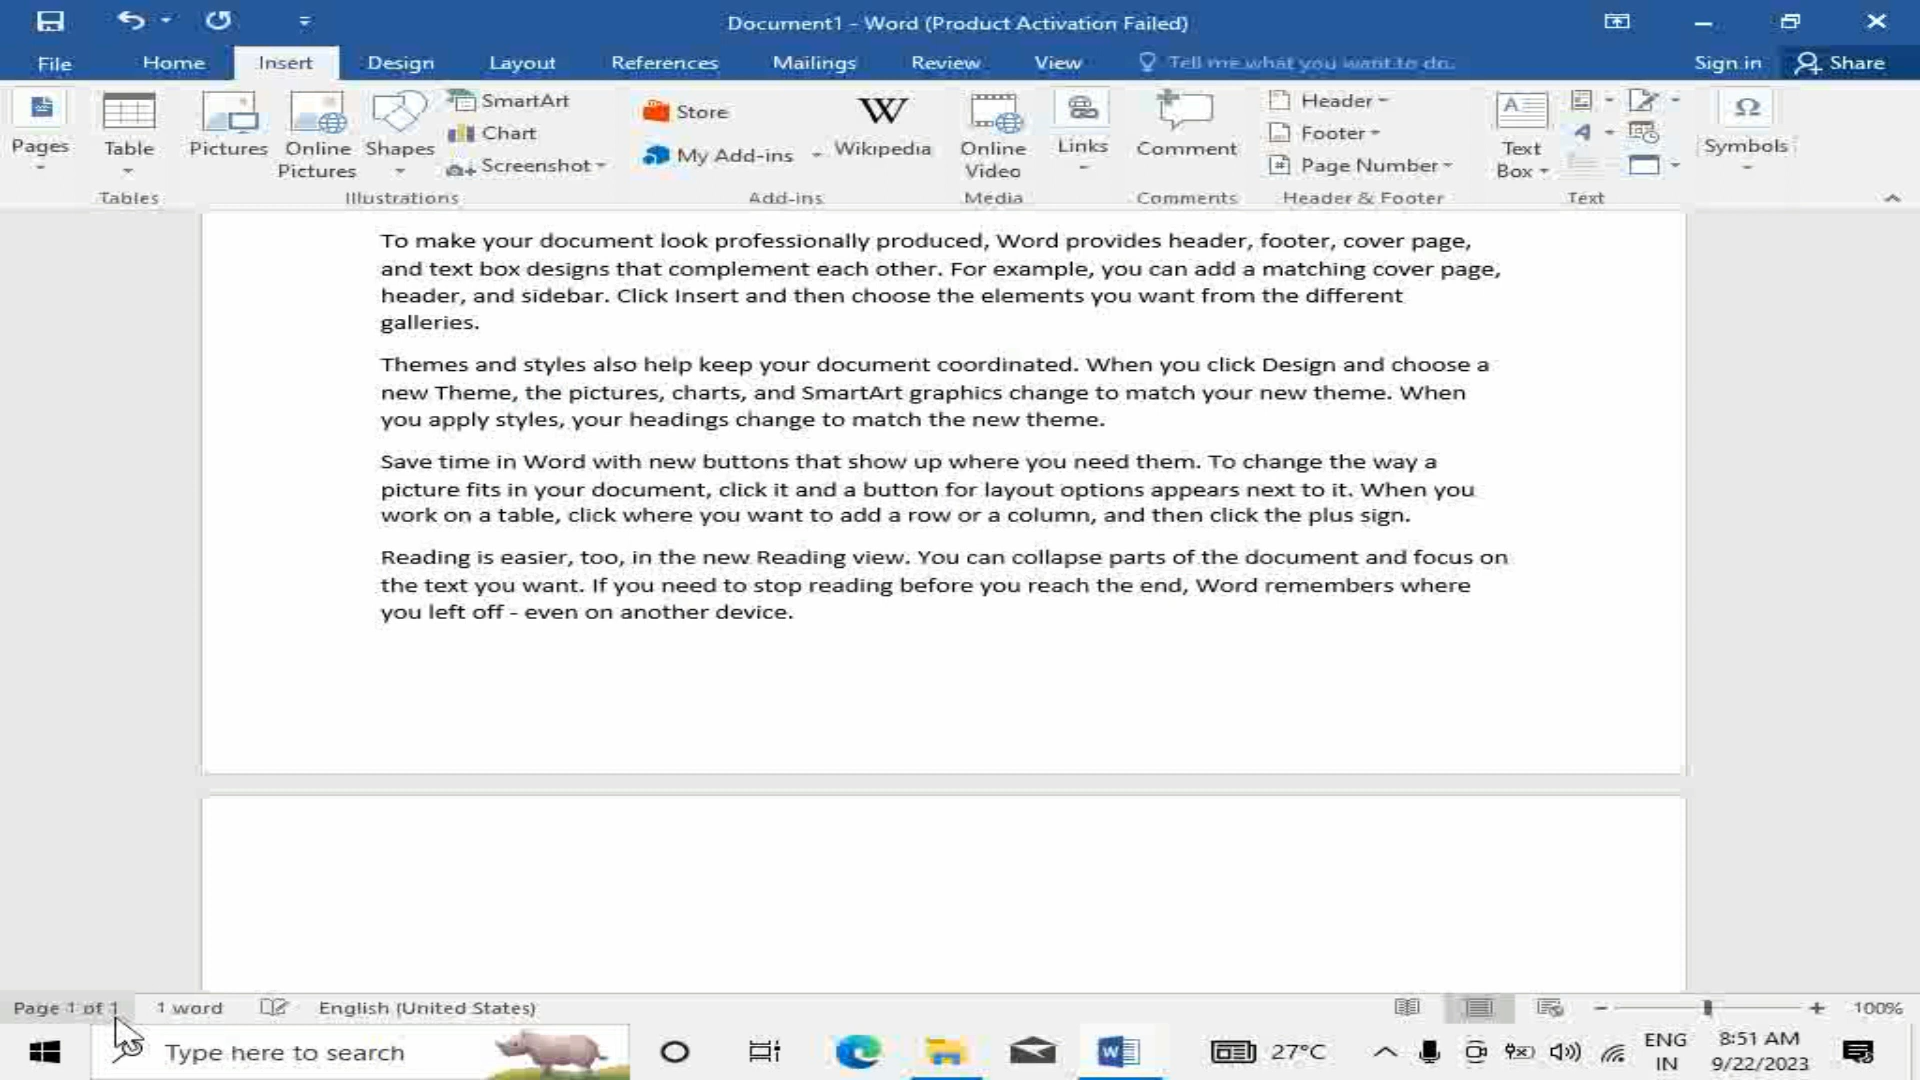 Document1 - Word (Product Activation Failed)
File Home Insert Design Layout References Mailings Review View Tell me what you want to do... Sign in Share
Pages
Table
Pictures
Online Pictures
Shapes
SmartArt
Chart
Screenshot
Store
My Add-ins
W
Wikipedia
Online Video
Links
Comment
Header
Footer
Page Number
A
Text Box
A
Ω
Symbols
Tables Illustrations Add-ins Media Comments Header & Footer Text
To make your document look professionally produced, Word provides header, footer, cover page,
and text box designs that complement each other. For example, you can add a matching cover page,
header, and sidebar. Click Insert and then choose the elements you want from the different
galleries.
Themes and styles also help keep your document coordinated. When you click Design and choose a
new Theme, the pictures, charts, and SmartArt graphics change to match your new theme. When
you apply styles, your headings change to match the new theme.
Save time in Word with new buttons that show up where you need them. To change the way a
picture fits in your document, click it and a button for layout options appears next to it. When you
work on a table, click where you want to add a row or a column, and then click the plus sign.
Reading is easier, too, in the new Reading view. You can collapse parts of the document and focus on
the text you want. If you need to stop reading before you reach the end, Word remembers where
you left off - even on another device.
Page 1 of 1 1 word English (United States) 100%
Type here to search 27°C ENG IN 8:51 AM 9/22/2023